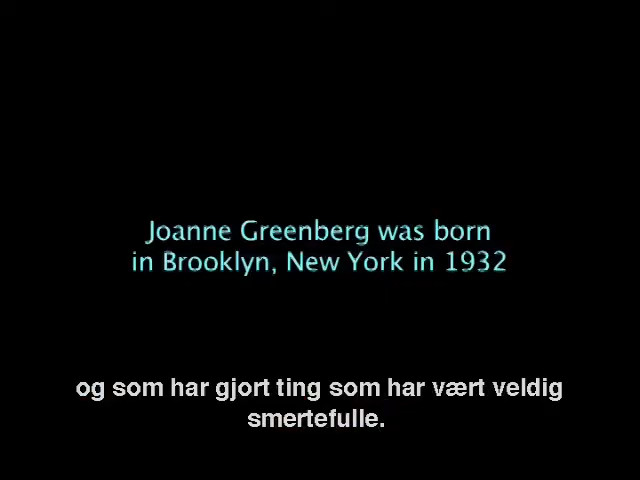 Joanne Greenberg was born
in Brooklyn, New York in 1932
og som har gjort ting som har vært veldig
smertefulle.